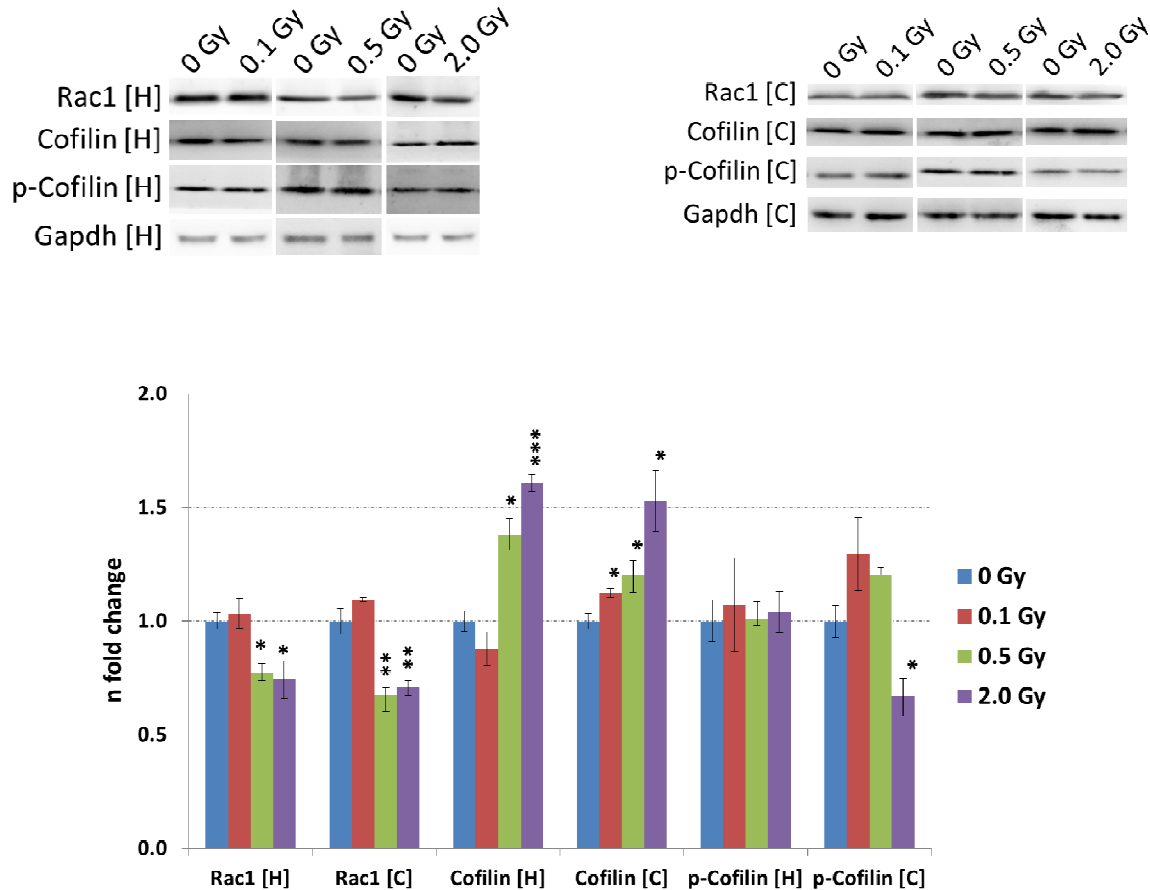 0 Gy 0.1 Gy 0 Gy 0.5 Gy 0 Gy 2.0 Gy
Rac1 [H]
Cofilin [H]
p-Cofilin [H]
Gapdh [H]
0 Gy 0.1 Gy 0 Gy 0.5 Gy 0 Gy 2.0 Gy
Rac1 [C]
Cofilin [C]
p-Cofilin [C]
Gapdh [C]
n fold change
2.0
1.5
1.0
0.5
0.0
* *
** **
* ***
* * *
*
Rac1 [H] Rac1 [C] Cofilin [H] Cofilin [C] p-Cofilin [H] p-Cofilin [C]
0 Gy
0.1 Gy
0.5 Gy
2.0 Gy